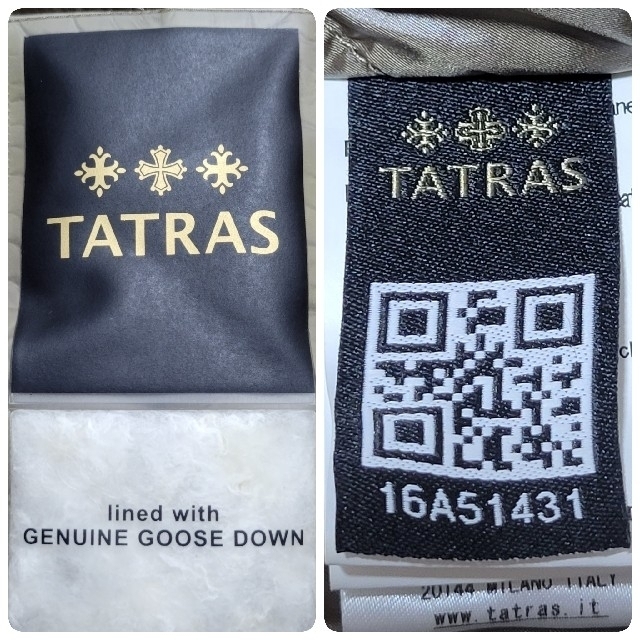 TATRAS
lined with
GENUINE GOOSE DOWN
TATRAS
16A51431
20144 MILANO ITALY
www.tatras.it